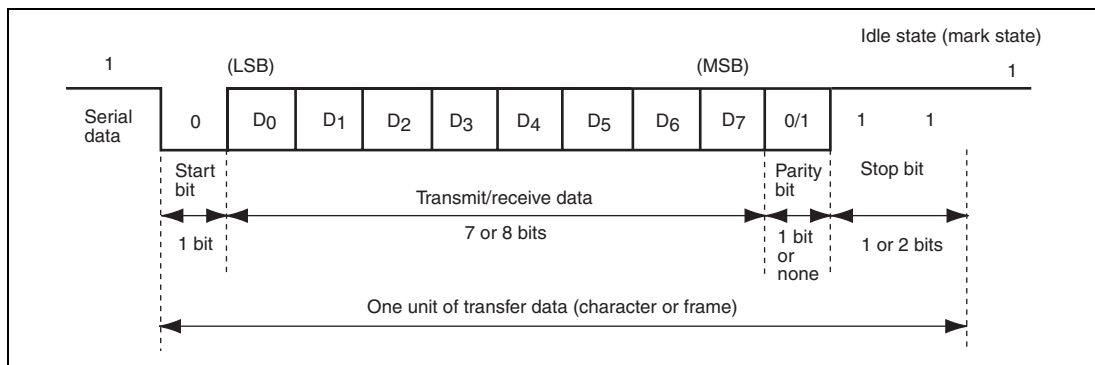 Idle state (mark state)
1 (LSB) (MSB) 1
Serial data
0 D0 D1 D2 D3 D4 D5 D6 D7 0/1 1 1
Start bit
Parity bit
Stop bit
Transmit/receive data
1 bit
7 or 8 bits
1 bit or none
1 or 2 bits
One unit of transfer data (character or frame)